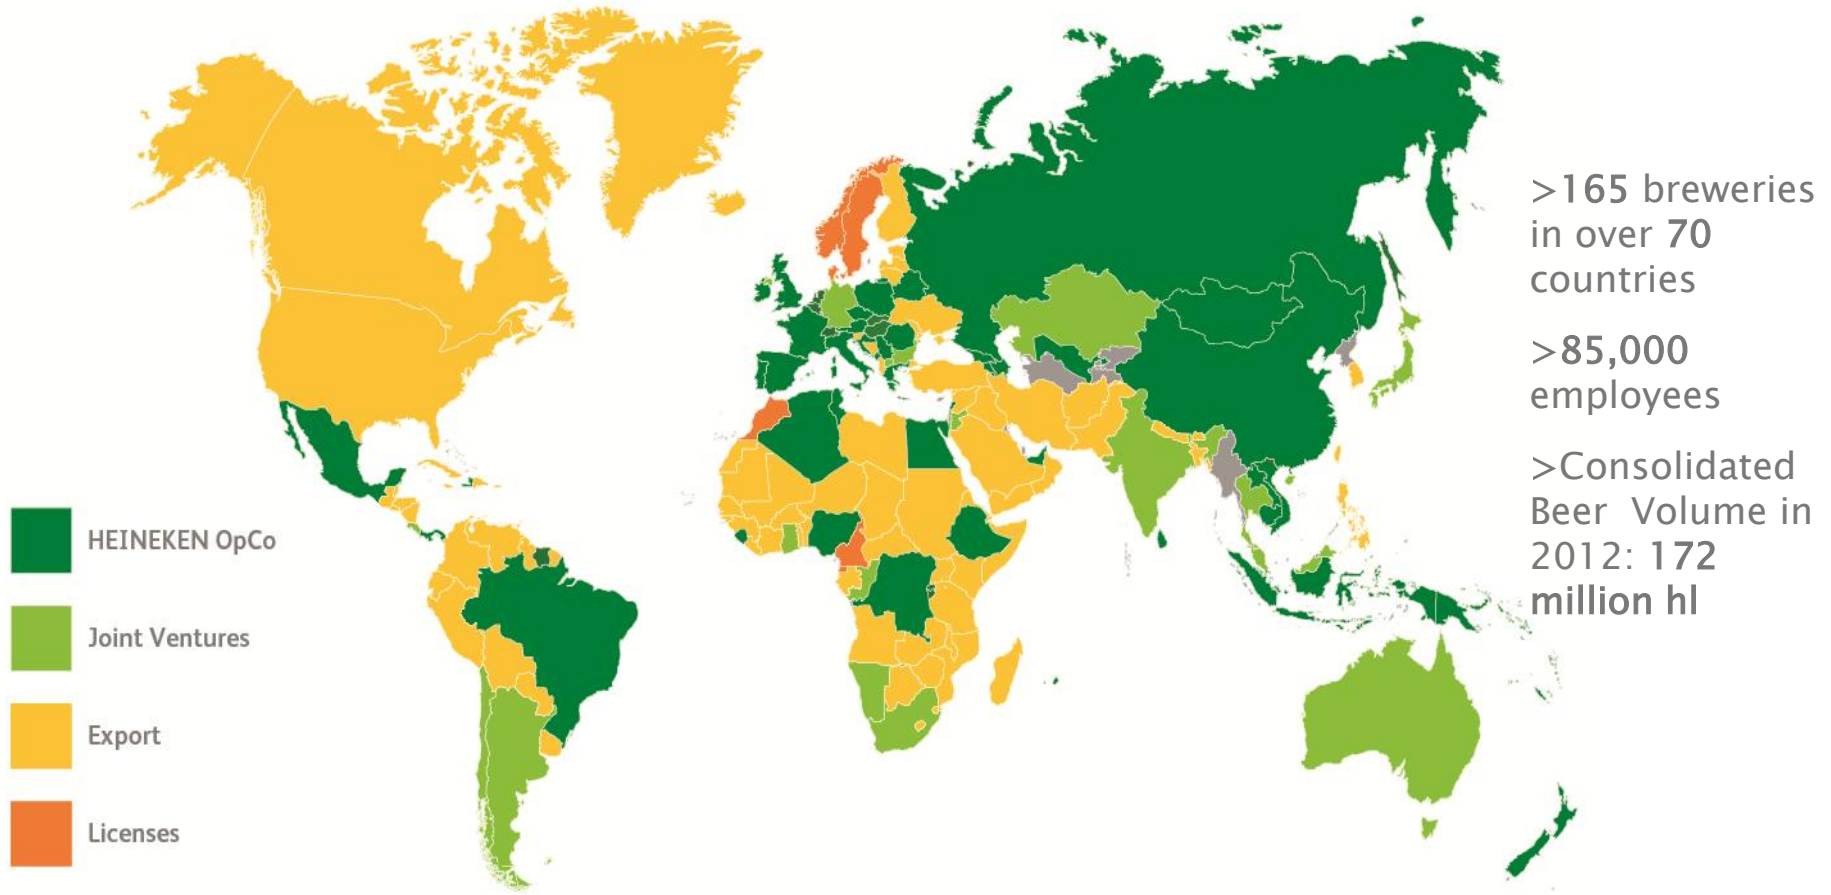 HEINEKEN OpCo
Joint Ventures
Export
Licenses
>165 breweries
in over 70
countries
>85,000
employees
>Consolidated
Beer Volume in
2012: 172
million hl